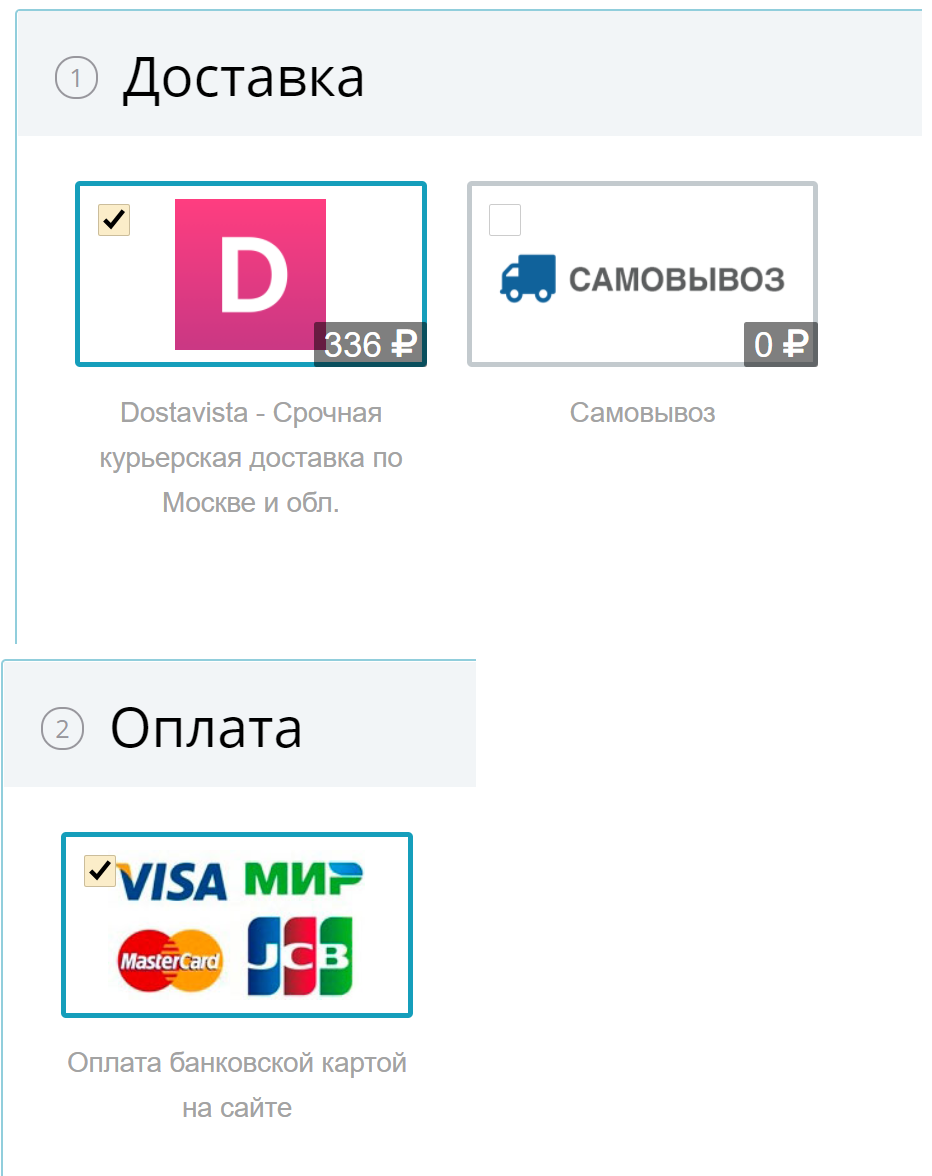 1 Доставка
D
336 ₽
САМОВЫВОЗ
0 ₽
Dostavista - Срочная
курьерская доставка по
Москве и обл.
Самовывоз
2 Оплата
VISA МИР
MasterCard JCB
Оплата банковской картой
на сайте